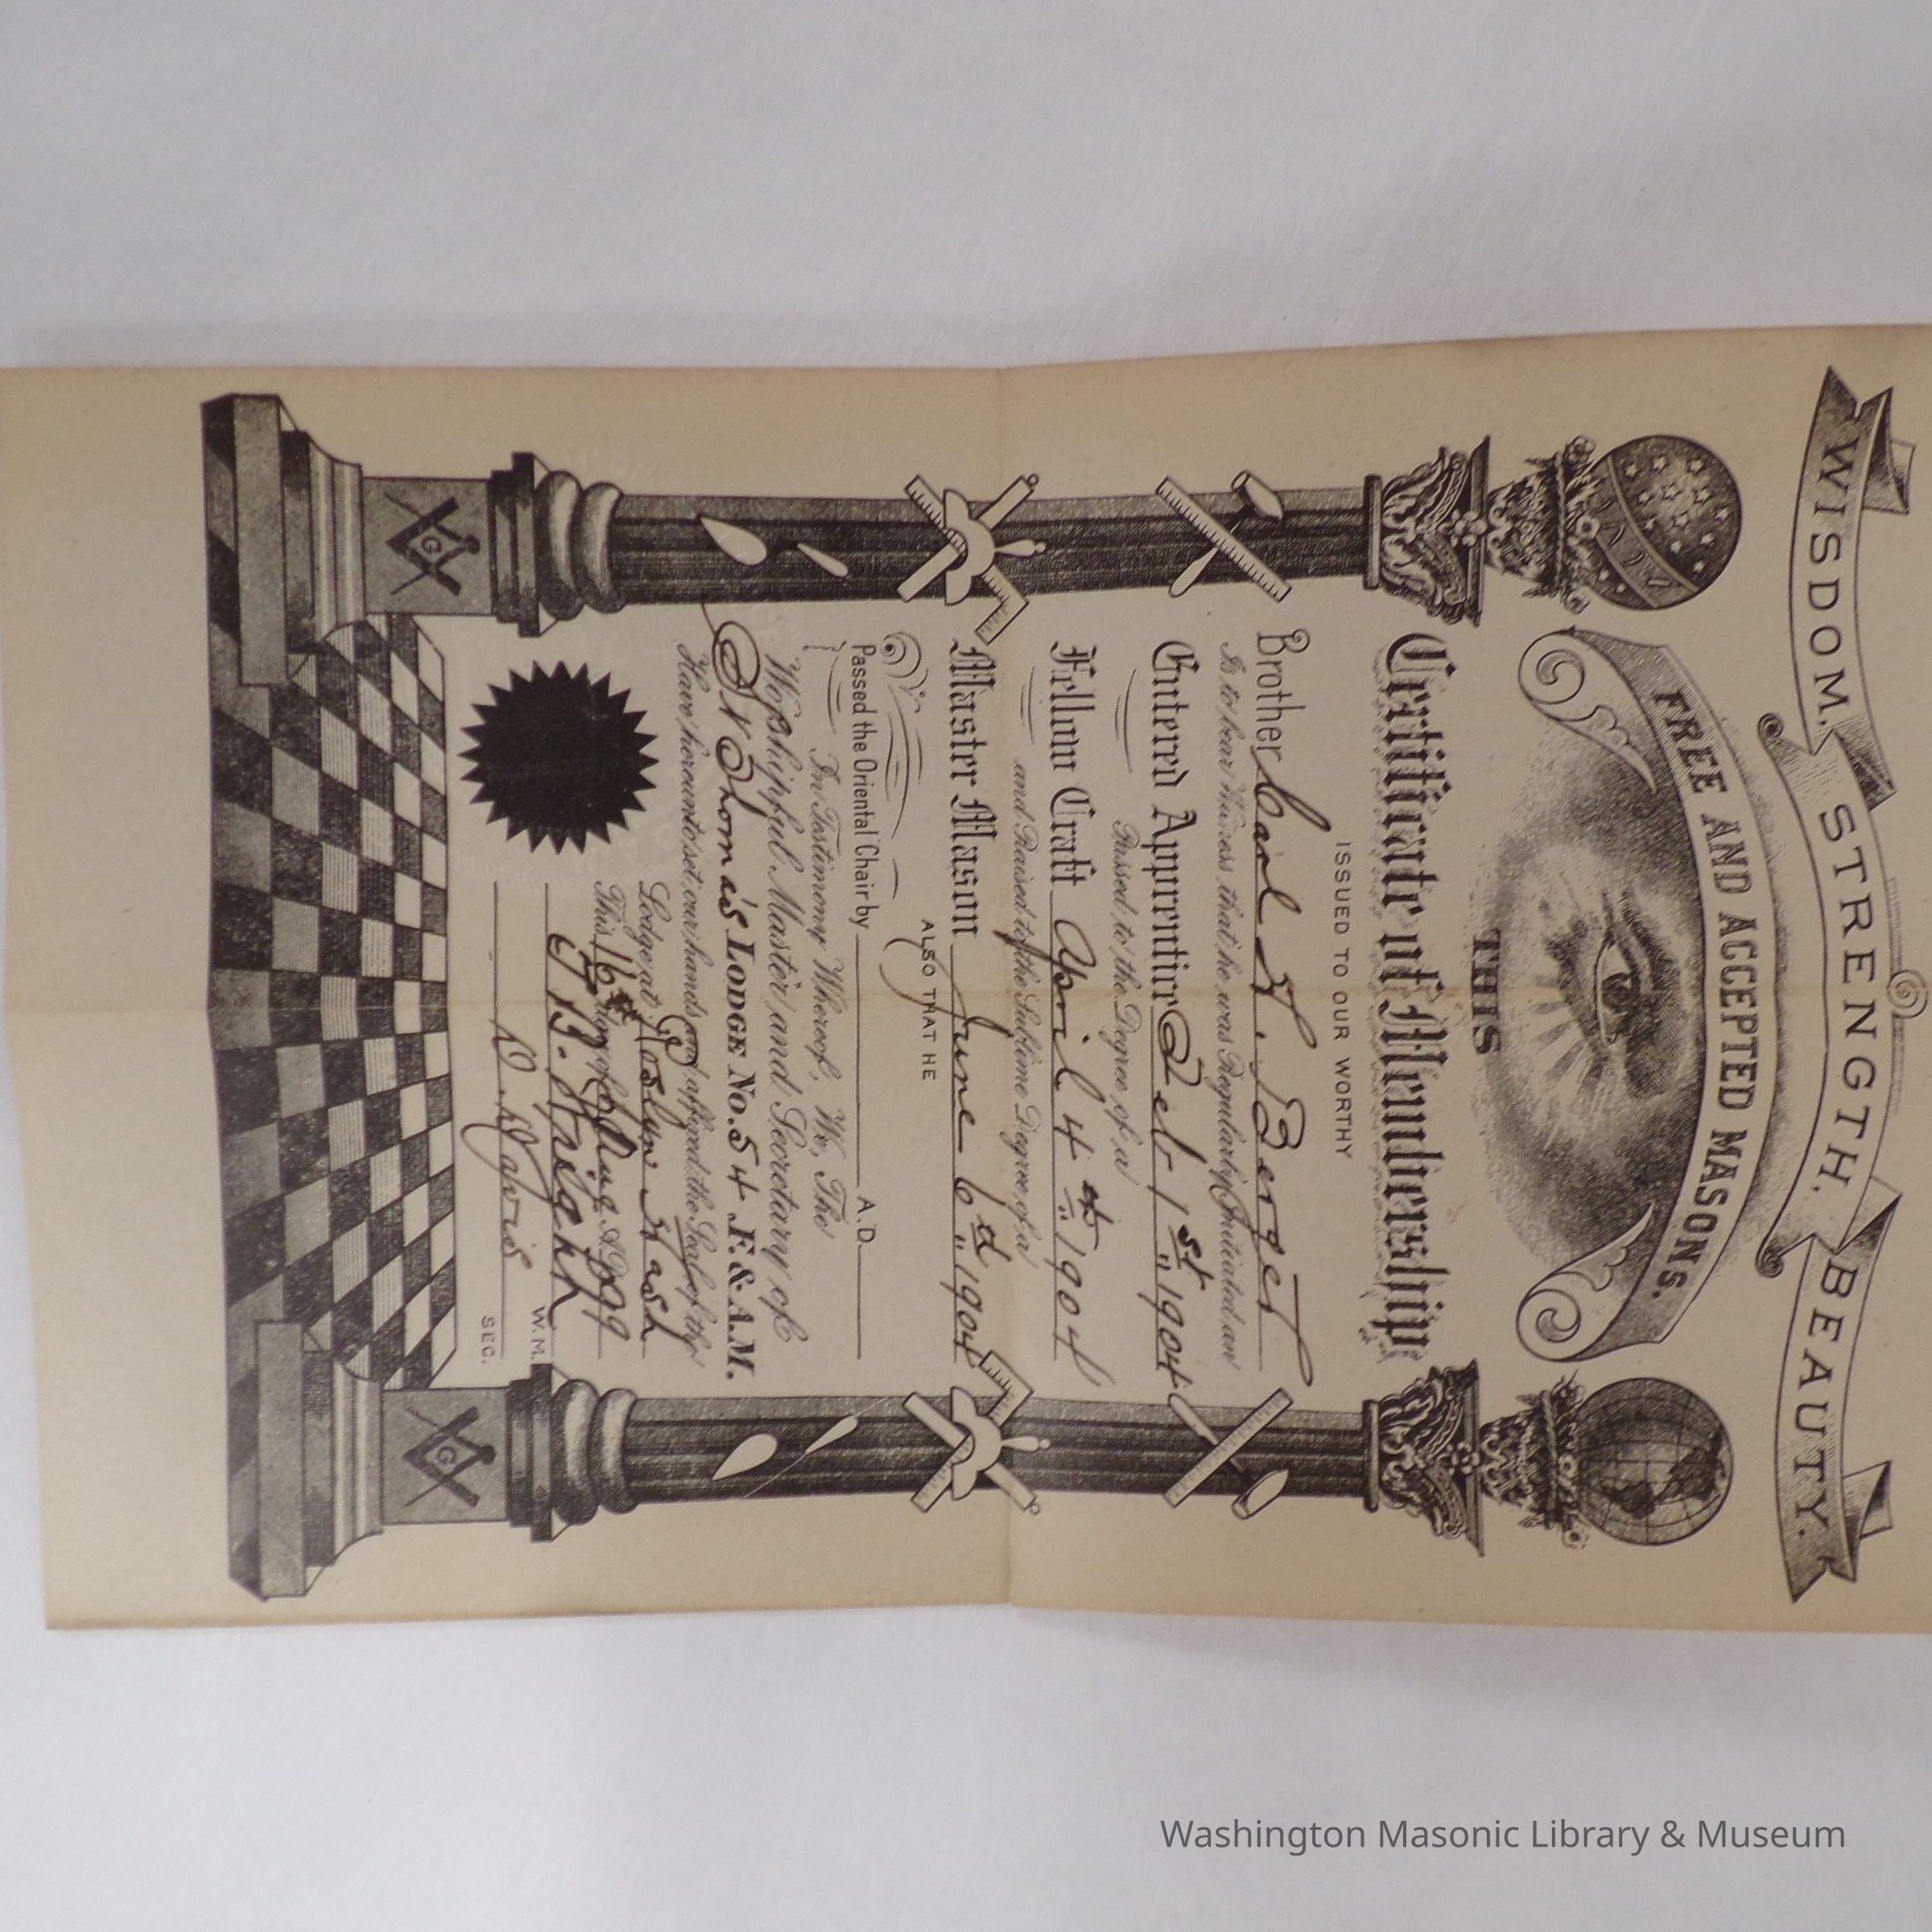 WISDOM. STRENGTH. BEAUTY.
FREE AND ACCEPTED MASONS.
THIS
Certificate of Membership
ISSUED TO OUR WORTHY
Brother Carl A. Berget
Is to bear Witness that he was Regularly Initiated an
Entered Apprentice Feb 1st 1904
Passed to the Degree of a
Fellow Craft April 4th 1904
and Raised to the Sublime Degree of a
Master Mason June 6th 1904
ALSO THAT HE
Passed the Oriental Chair by A.D.
In Testimony Whereof, We, The
Worshipful Master and Secretary of
St Thomas LODGE No. 54 F. & A.M.
Have hereunto set our hands and affixed the Seal of the
Lodge at Roslyn Wash
This 16th day of A.D.
W.M.
D. Davis SEC.
G
G
Washington Masonic Library & Museum